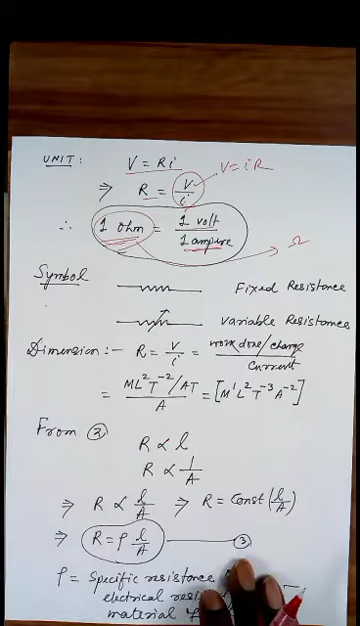 UNIT :
V = Ri
V = iR
⇒ R = V/i
∴ 1 ohm = 1 volt / 1 ampere
Ω
Symbol
Fixed Resistance
variable Resistances
Dimension :- R = V/i = work done/charge / Current
= ML²T⁻²/AT / A = [M¹L²T⁻³A⁻²]
From ②
R ∝ l
R ∝ 1/A
⇒ R ∝ l/A ⇒ R = Const (l/A)
⇒ R = ρ l/A ③
ρ = Specific resistance
electrical
material